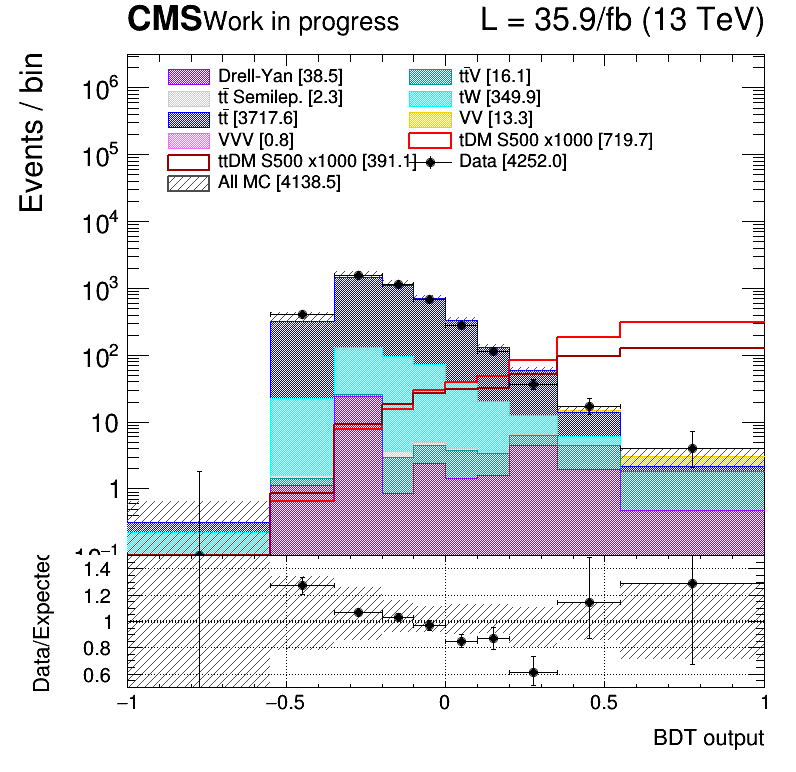 CMS Work in progress L = 35.9/fb (13 TeV)
Events / bin
Drell-Yan [38.5] tt̄V [16.1]
tt̄ Semilep. [2.3] tW [349.9]
tt̄ [3717.6] VV [13.3]
VVV [0.8] tDM S500 x1000 [719.7]
ttDM S500 x1000 [391.1] Data [4252.0]
All MC [4138.5]
10⁶
10⁵
10⁴
10³
10²
10
1
10⁻¹
Data/Expected
1.4
1.2
1
0.8
0.6
−1 −0.5 0 0.5 1
BDT output